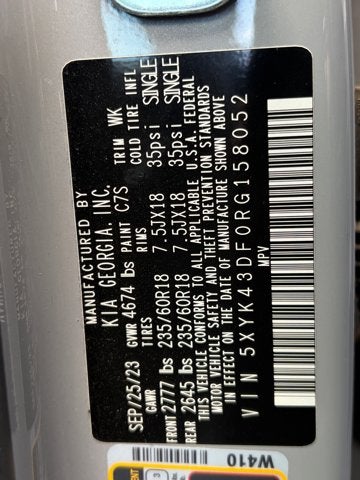 MANUFACTURED BY
KIA GEORGIA, INC.
SEP/25/23 GVWR 4674 lbs PAINT C7S TRIM WK
GAWR TIRES RIMS COLD TIRE INFL
FRONT 2777 lbs 235/60R18 7.5JX18 35psi SINGLE
REAR 2645 lbs 235/60R18 7.5JX18 35psi SINGLE
THIS VEHICLE CONFORMS TO ALL APPLICABLE U.S.A. FEDERAL
MOTOR VEHICLE SAFETY AND THEFT PREVENTION STANDARDS
IN EFFECT ON THE DATE OF MANUFACTURE SHOWN ABOVE
VIN 5XYK43DF0RG158052
MPV
W410